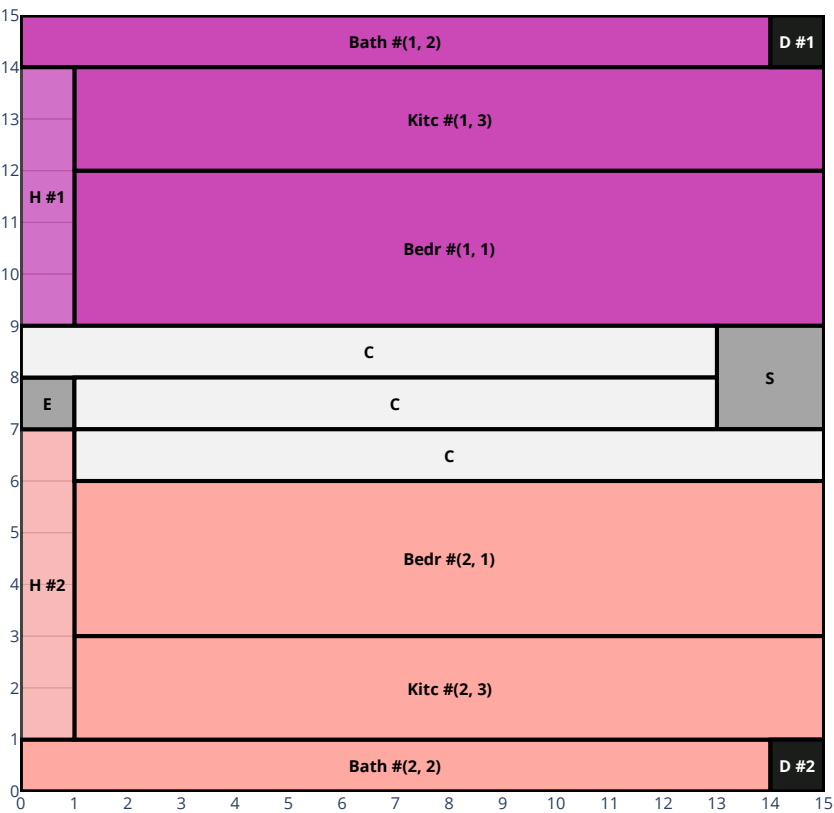 15
Bath #(1, 2)
D #1
14
13
Kitc #(1, 3)
12
H #1
11
Bedr #(1, 1)
10
9
C
8
S
E
C
7
C
6
5
Bedr #(2, 1)
4
H #2
3
2
Kitc #(2, 3)
1
Bath #(2, 2)
D #2
0
0 1 2 3 4 5 6 7 8 9 10 11 12 13 14 15